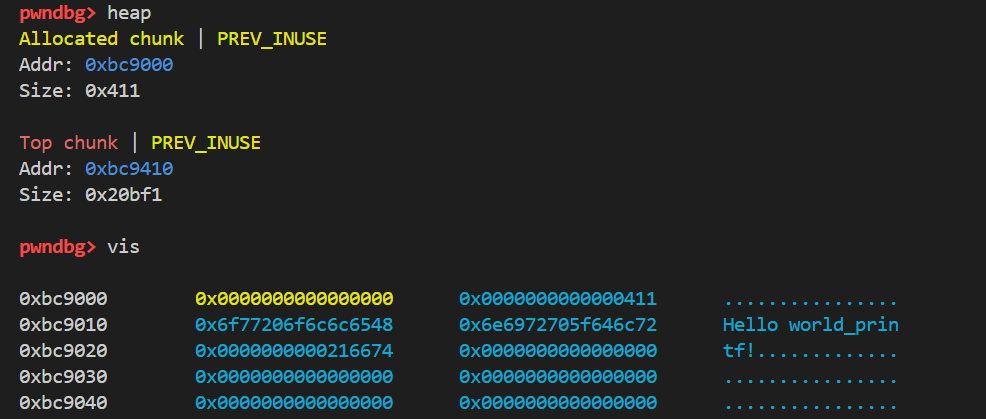 pwndbg> heap
Allocated chunk | PREV_INUSE
Addr: 0xbc9000
Size: 0x411
Top chunk | PREV_INUSE
Addr: 0xbc9410
Size: 0x20bf1
pwndbg> vis
0xbc9000 0x0000000000000000 0x0000000000000411 ................
0xbc9010 0x6f77206f6c6c6548 0x6e6972705f646c72 Hello world_prin
0xbc9020 0x0000000000216674 0x0000000000000000 tf!.............
0xbc9030 0x0000000000000000 0x0000000000000000 ................
0xbc9040 0x0000000000000000 0x0000000000000000 ................